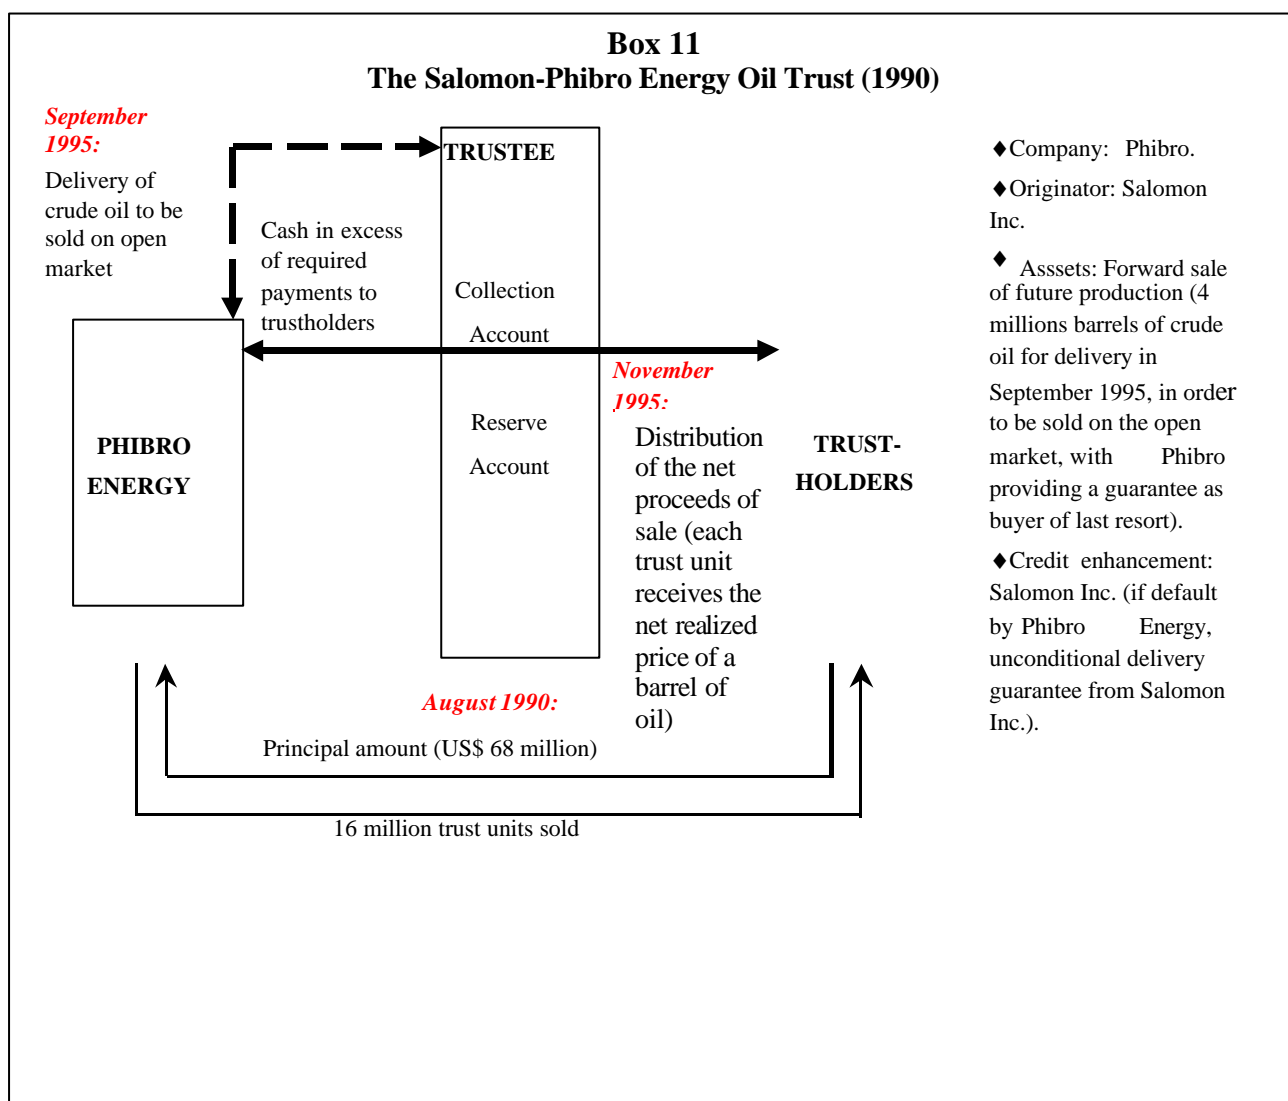 Box 11
The Salomon-Phibro Energy Oil Trust (1990)
September
1995:
Delivery of
crude oil to be
sold on open
market
Cash in excess
of required
payments to
trustholders
TRUSTEE
Collection
Account
Reserve
Account
PHIBRO
ENERGY
November
1995:
Distribution
of the net
proceeds of
sale (each
trust unit
receives the
net realized
price of a
barrel of
oil)
TRUST-
HOLDERS
August 1990:
Principal amount (US$ 68 million)
16 million trust units sold
♦Company: Phibro.
♦Originator: Salomon
Inc.
♦ Asssets: Forward sale
of future production (4
millions barrels of crude
oil for delivery in
September 1995, in order
to be sold on the open
market, with Phibro
providing a guarantee as
buyer of last resort).
♦Credit enhancement:
Salomon Inc. (if default
by Phibro Energy,
unconditional delivery
guarantee from Salomon
Inc.).